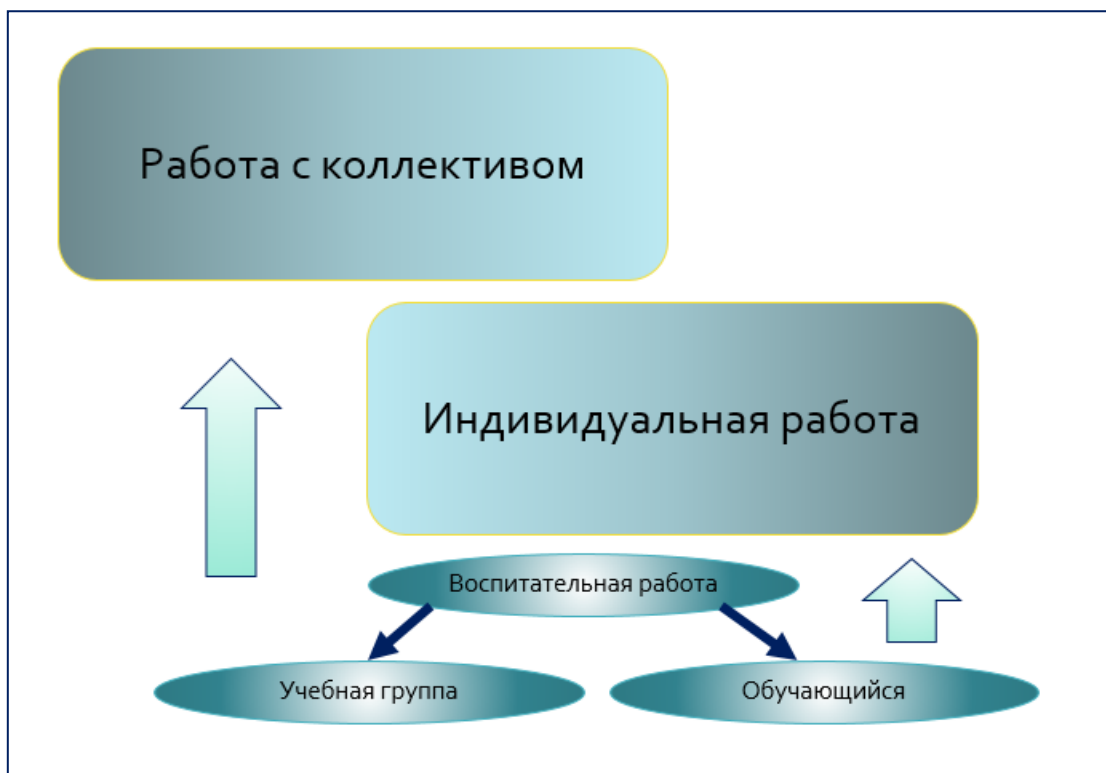 Работа с коллективом
Индивидуальная работа
Воспитательная работа
Учебная группа
Обучающийся